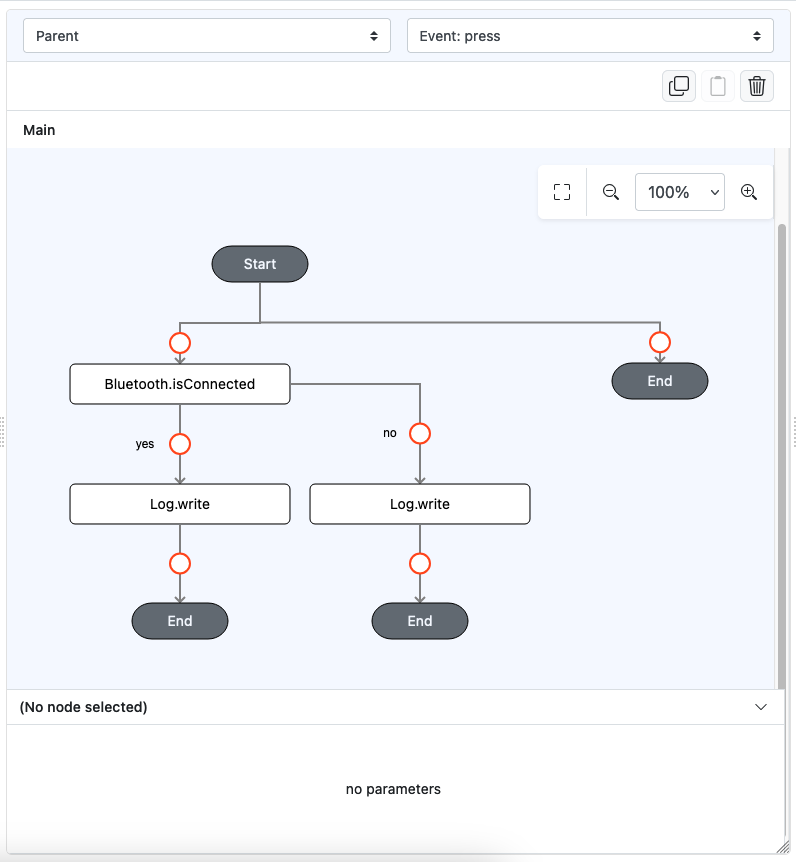 Parent
Event: press
Main
100%
Start
Bluetooth.isConnected
End
yes
no
Log.write
Log.write
End
End
(No node selected)
no parameters